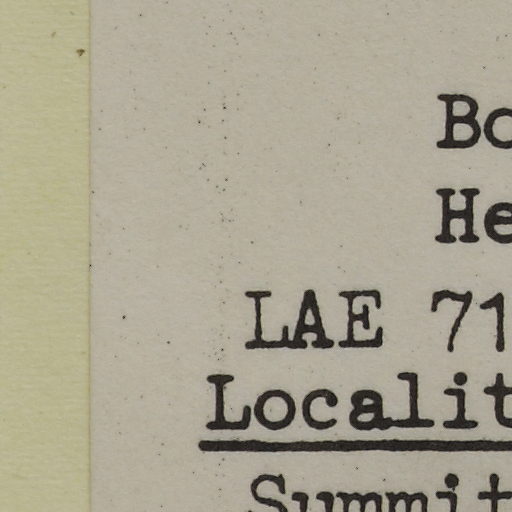 Bo
He
LAE 71
Localit
Summit